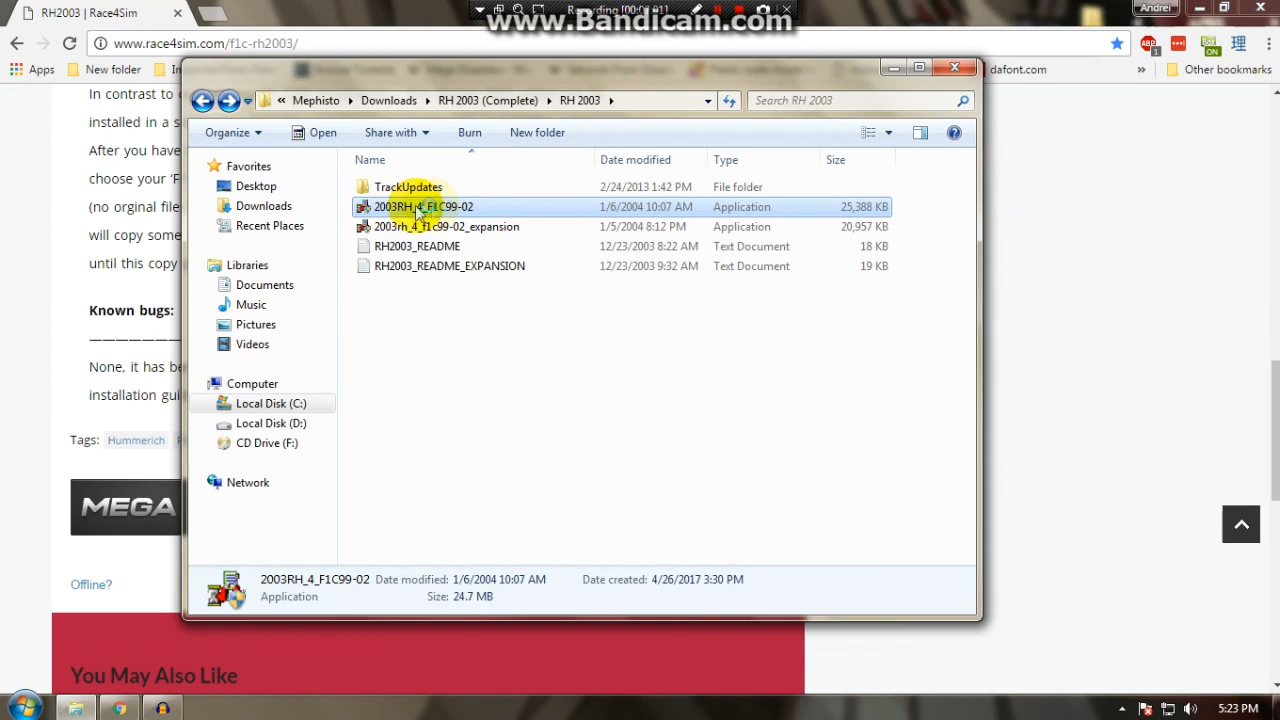 RH2003 | Race4Sim
Recording [00:07:01]
www.Bandicam.com
Andrei
www.race4sim.com/f1c-rh2003/
Apps
New folder
dafont.com
Other bookmarks
In contrast to
installed in a s
After you have
choose your 'F
(no orginal file
will copy some
until this copy
Known bugs:
None, it has be
installation gui
Tags: Hummerich
MEGA
Offline?
You May Also Like
Mephisto
Downloads
RH 2003 (Complete)
RH 2003
Search RH 2003
Organize
Open
Share with
Burn
New folder
Favorites
Desktop
Downloads
Recent Places
Libraries
Documents
Music
Pictures
Videos
Computer
Local Disk (C:)
Local Disk (D:)
CD Drive (F:)
Network
Name Date modified Type Size
TrackUpdates 2/24/2013 1:42 PM File folder
2003RH_4_F1C99-02 1/6/2004 10:07 AM Application 25,388 KB
2003rh_4_f1c99-02_expansion 1/5/2004 8:12 PM Application 20,957 KB
RH2003_README 12/23/2003 8:22 AM Text Document 18 KB
RH2003_README_EXPANSION 12/23/2003 9:32 AM Text Document 19 KB
2003RH_4_F1C99-02 Date modified: 1/6/2004 10:07 AM Date created: 4/26/2017 3:30 PM
Application Size: 24.7 MB
5:23 PM